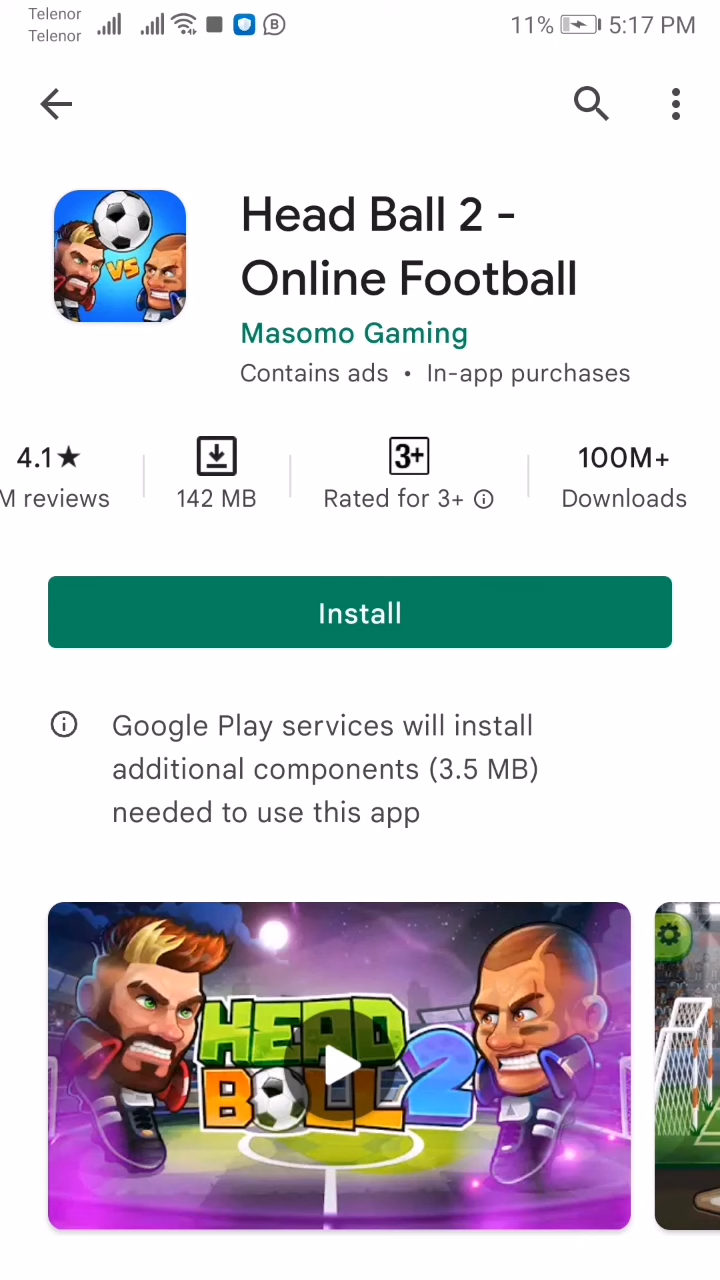 Telenor
Telenor
11% 5:17 PM
Head Ball 2 -
Online Football
Masomo Gaming
Contains ads • In-app purchases
4.1★
M reviews
142 MB
3+
Rated for 3+
100M+
Downloads
Install
Google Play services will install
additional components (3.5 MB)
needed to use this app
VS
HEAD
BALL 2